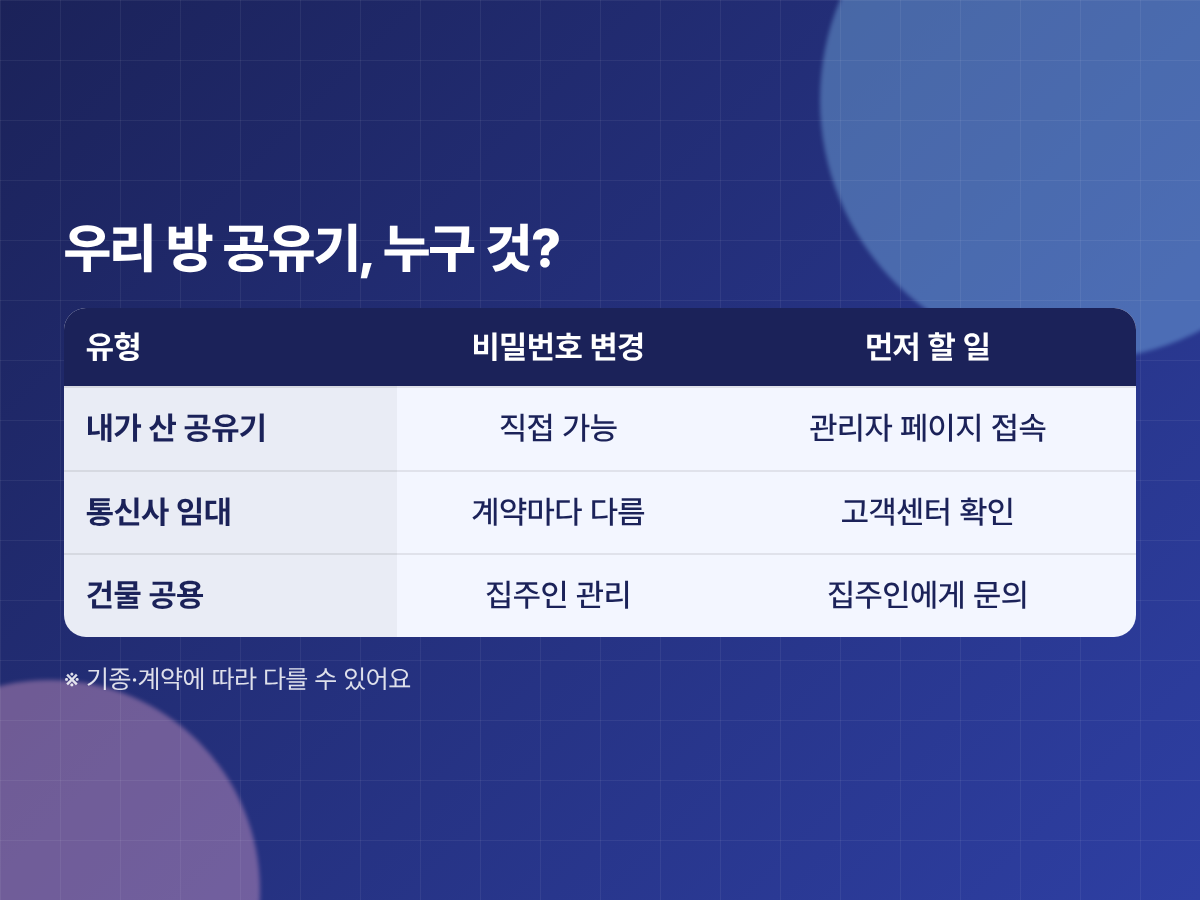 우리 방 공유기, 누구 것?
유형 비밀번호 변경 먼저 할 일
내가 산 공유기 직접 가능 관리자 페이지 접속
통신사 임대 계약마다 다름 고객센터 확인
건물 공용 집주인 관리 집주인에게 문의
※ 기종·계약에 따라 다를 수 있어요